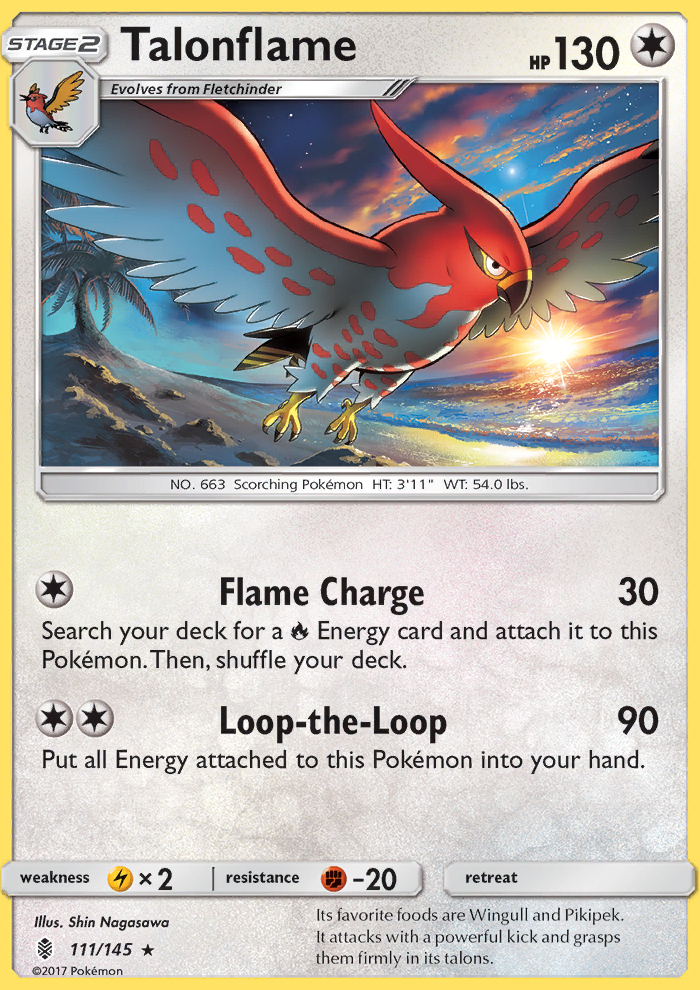 STAGE 2
Talonflame
HP 130
Evolves from Fletchinder
NO. 663 Scorching Pokémon HT: 3'11" WT: 54.0 lbs.
Flame Charge 30
Search your deck for a Energy card and attach it to this
Pokémon. Then, shuffle your deck.
Loop-the-Loop 90
Put all Energy attached to this Pokémon into your hand.
weakness ×2 resistance -20 retreat
Illus. Shin Nagasawa
111/145 ★
©2017 Pokémon
Its favorite foods are Wingull and Pikipek.
It attacks with a powerful kick and grasps
them firmly in its talons.